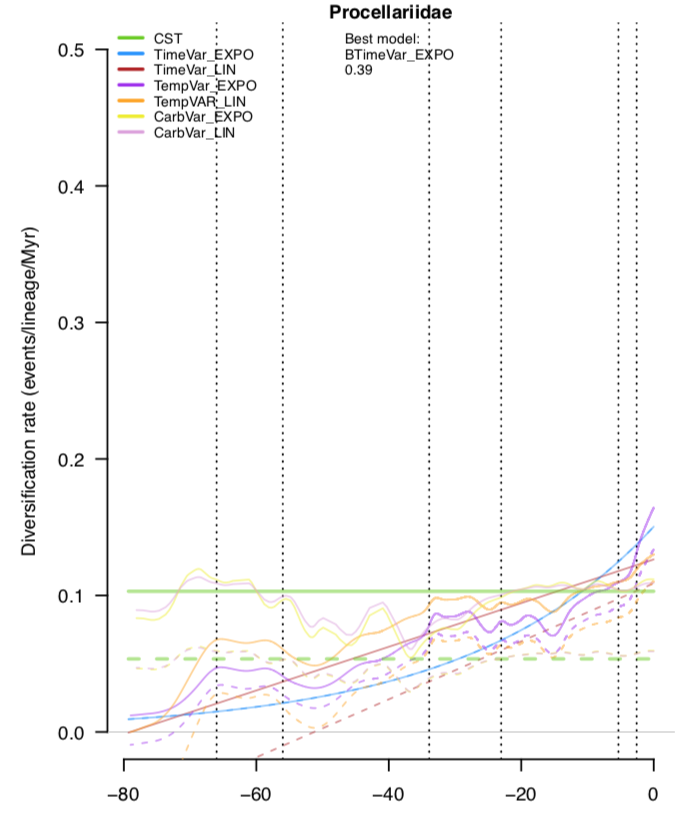 Procellariidae
CST
TimeVar_EXPO
TimeVar_LIN
TempVar_EXPO
TempVAR_LIN
CarbVar_EXPO
CarbVar_LIN
Best model:
BTimeVar_EXPO
0.39
Diversification rate (events/lineage/Myr)
0.5
0.4
0.3
0.2
0.1
0.0
−80
−60
−40
−20
0